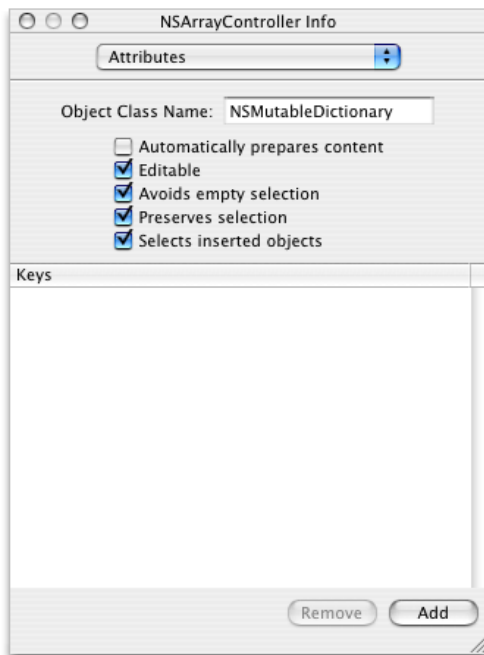 NSArrayController Info
Attributes
Object Class Name: NSMutableDictionary
Automatically prepares content
Editable
Avoids empty selection
Preserves selection
Selects inserted objects
Keys
Remove Add